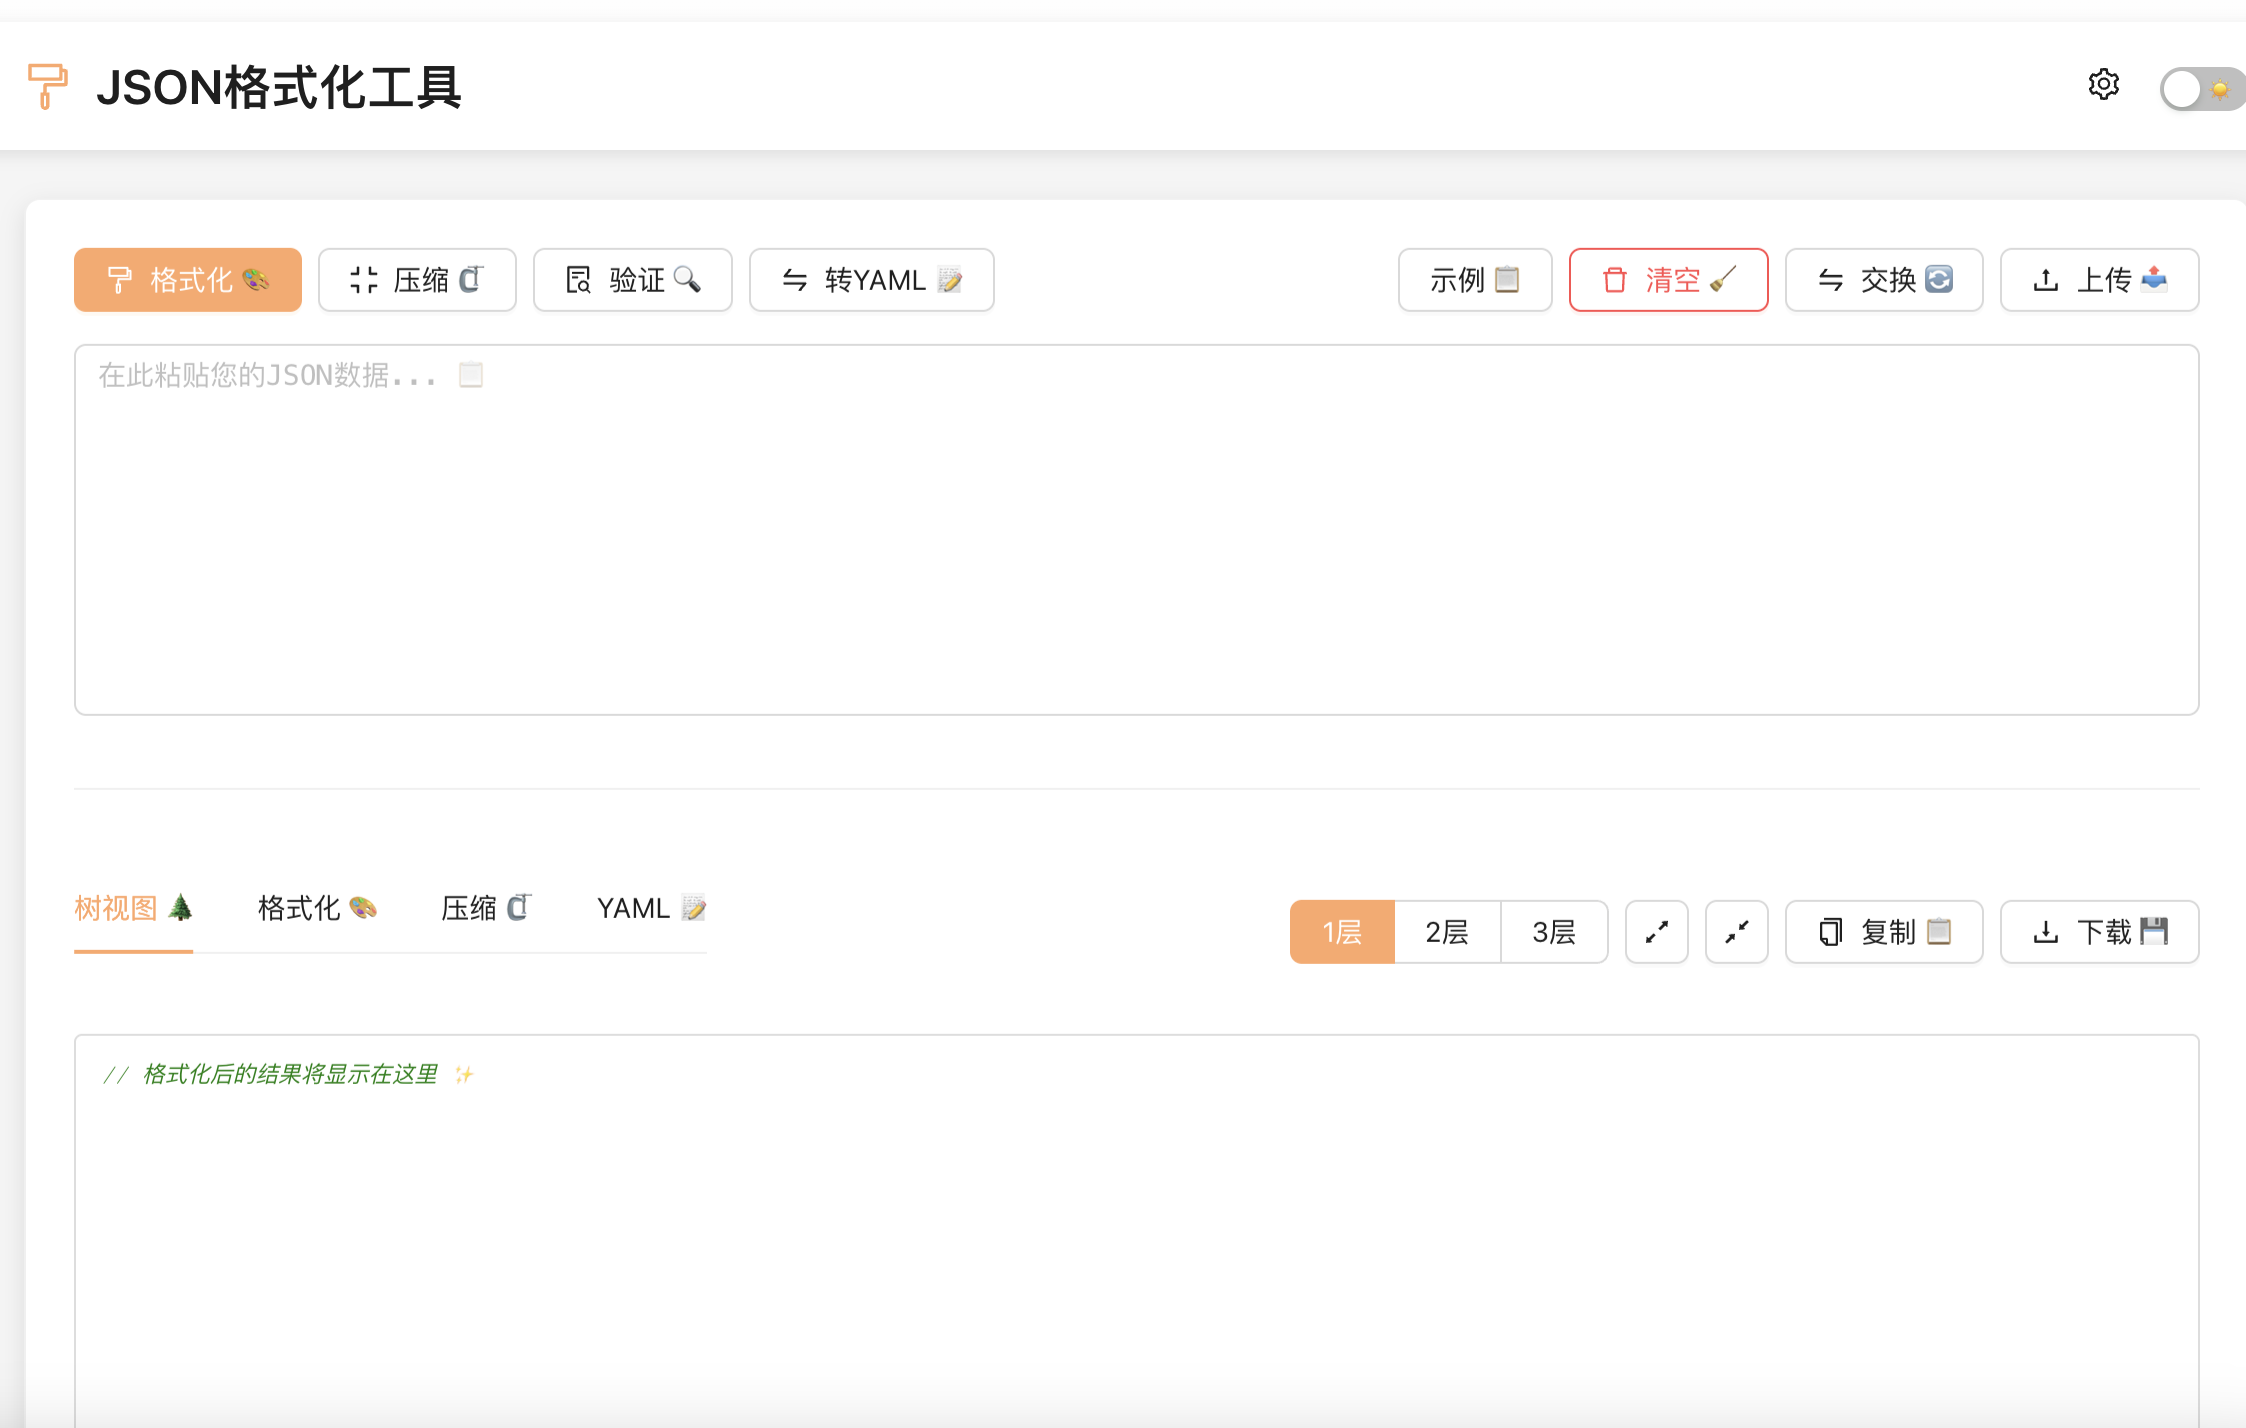 JSON格式化工具
格式化 🎨 压缩 🗜️ 验证 🔍 转YAML 📝 示例 📋 清空 🧹 交换 🔄 上传 📤
在此粘贴您的JSON数据... 📋
树视图 🌲 格式化 🎨 压缩 🗜️ YAML 📝 1层 2层 3层 复制 📋 下载 💾
// 格式化后的结果将显示在这里 ✨